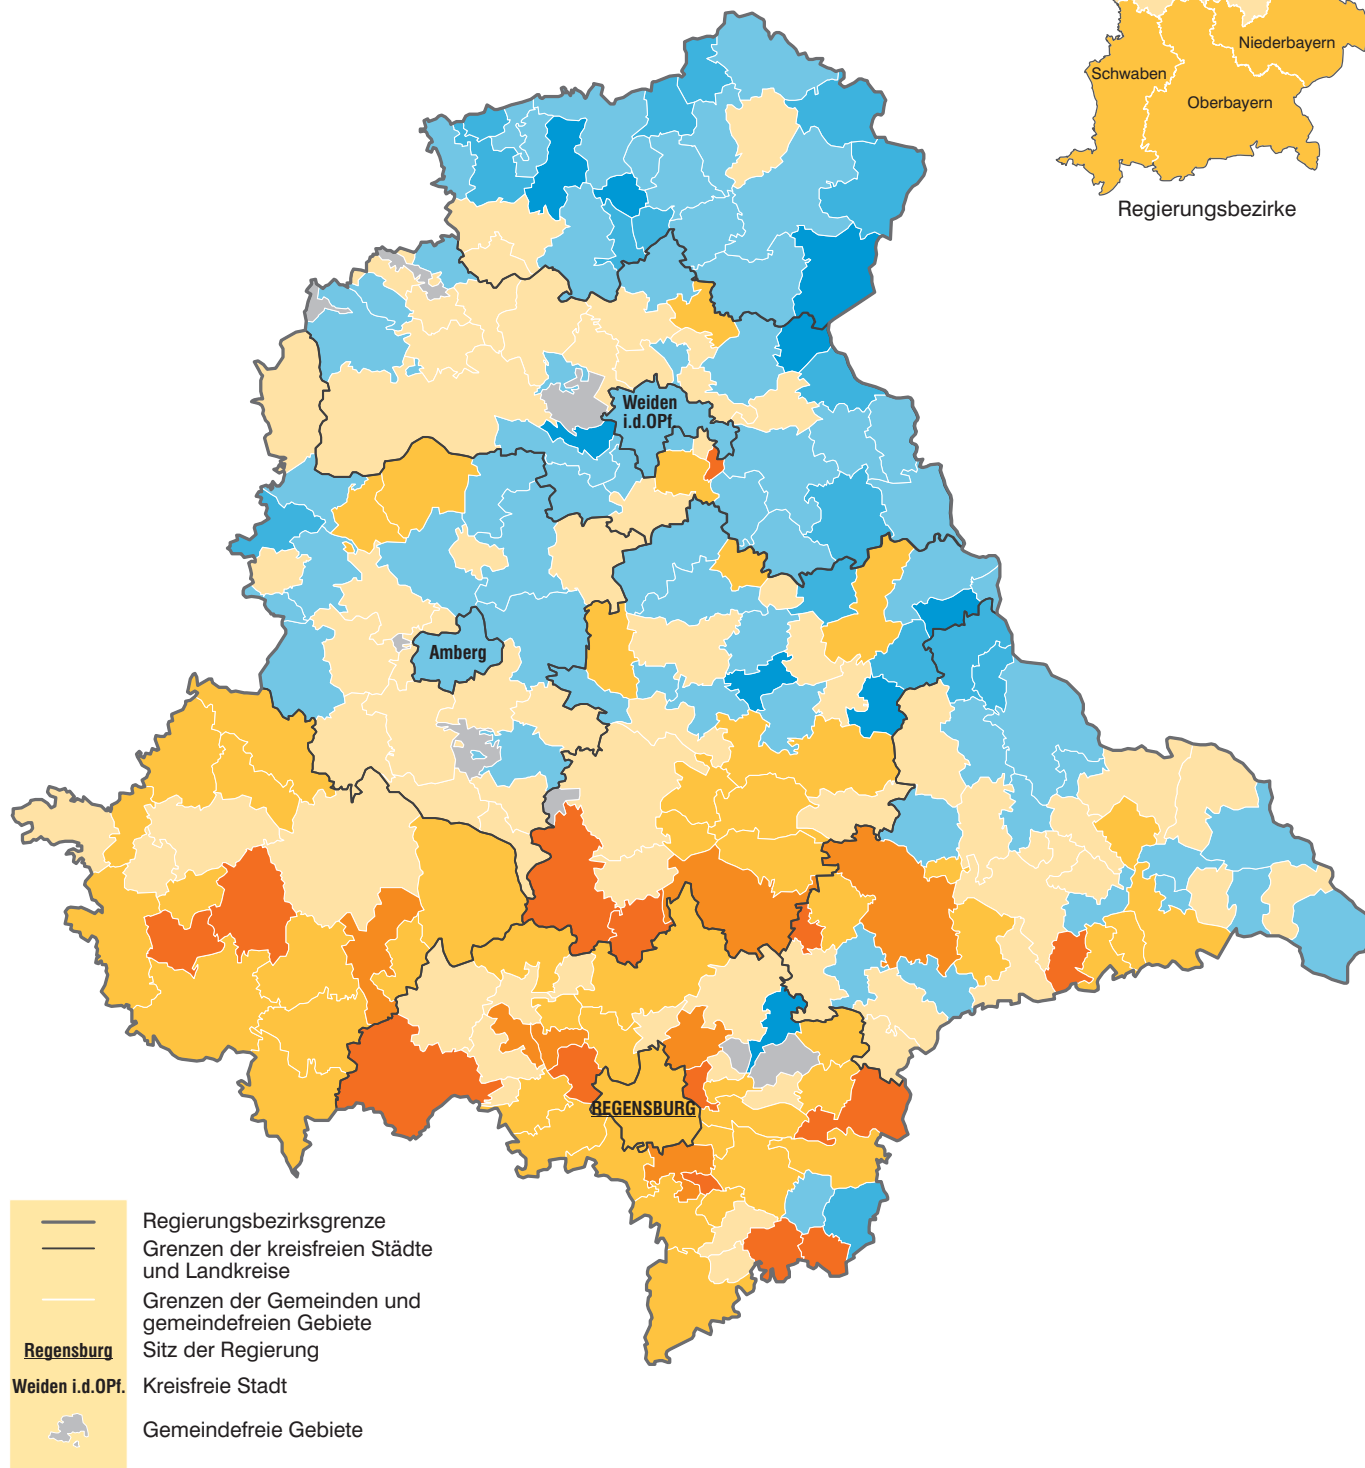 Niederbayern
Schwaben
Oberbayern
Regierungsbezirke
Weiden
i.d.OPf.
Amberg
REGENSBURG
Regierungsbezirksgrenze
Grenzen der kreisfreien Städte
und Landkreise
Grenzen der Gemeinden und
gemeindefreien Gebiete
Regensburg Sitz der Regierung
Weiden i.d.OPf. Kreisfreie Stadt
Gemeindefreie Gebiete